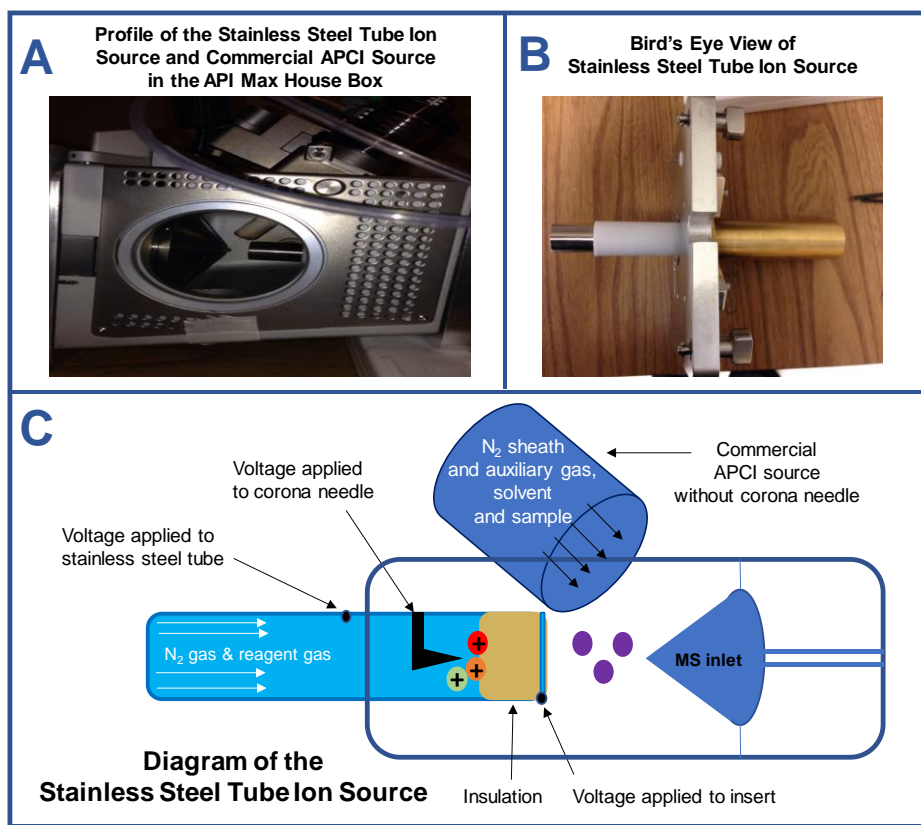 A
Profile of the Stainless Steel Tube Ion
Source and Commercial APCI Source
in the API Max House Box
B
Bird's Eye View of
Stainless Steel Tube Ion Source
C
Voltage applied
to corona needle
N2 sheath
and auxiliary gas,
solvent
and sample
Commercial
APCI source
without corona needle
Voltage applied to
stainless steel tube
N2 gas & reagent gas
+
+
+
MS inlet
Diagram of the
Stainless Steel Tube Ion Source
Insulation
Voltage applied to insert